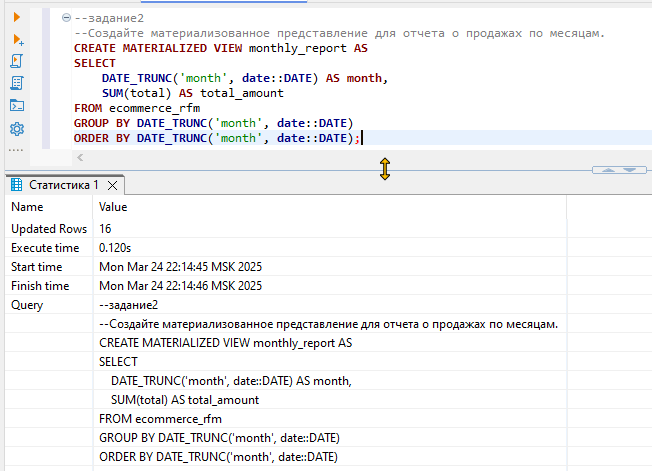 --задание2
--Создайте материализованное представление для отчета о продажах по месяцам.
CREATE MATERIALIZED VIEW monthly_report AS
SELECT
DATE_TRUNC('month', date::DATE) AS month,
SUM(total) AS total_amount
FROM ecommerce_rfm
GROUP BY DATE_TRUNC('month', date::DATE)
ORDER BY DATE_TRUNC('month', date::DATE);
Статистика 1
Name Value
Updated Rows 16
Execute time 0.120s
Start time Mon Mar 24 22:14:45 MSK 2025
Finish time Mon Mar 24 22:14:46 MSK 2025
Query --задание2
--Создайте материализованное представление для отчета о продажах по месяцам.
CREATE MATERIALIZED VIEW monthly_report AS
SELECT
DATE_TRUNC('month', date::DATE) AS month,
SUM(total) AS total_amount
FROM ecommerce_rfm
GROUP BY DATE_TRUNC('month', date::DATE)
ORDER BY DATE_TRUNC('month', date::DATE)